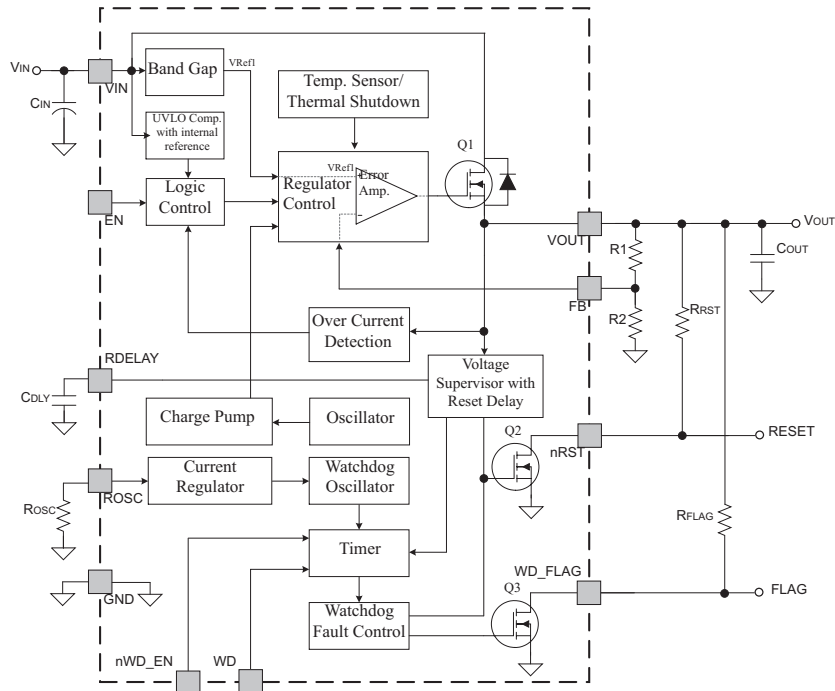 VIN
VIN
CIN
Band Gap
VRef1
Temp. Sensor/
Thermal Shutdown
UVLO Comp.
with internal
reference
Q1
VRef1
Error
Amp.
+
-
Regulator
Control
Logic
Control
EN
VOUT
VOUT
COUT
R1
FB
R2
RRST
Over Current
Detection
RDELAY
CDLY
Voltage
Supervisor with
Reset Delay
Charge Pump
Oscillator
Q2
nRST
RESET
Current
Regulator
Watchdog
Oscillator
ROSC
ROSC
RFLAG
Timer
WD_FLAG
FLAG
Q3
GND
Watchdog
Fault Control
nWD_EN
WD